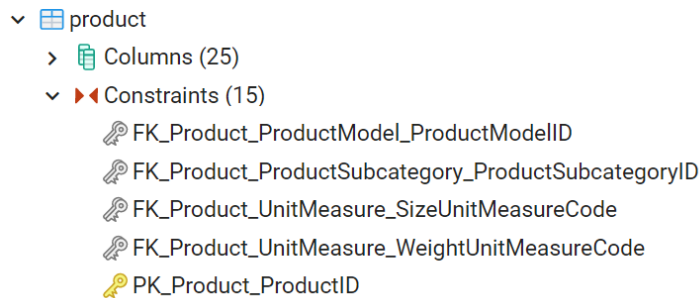 product
Columns (25)
Constraints (15)
FK_Product_ProductModel_ProductModelID
FK_Product_ProductSubcategory_ProductSubcategoryID
FK_Product_UnitMeasure_SizeUnitMeasureCode
FK_Product_UnitMeasure_WeightUnitMeasureCode
PK_Product_ProductID